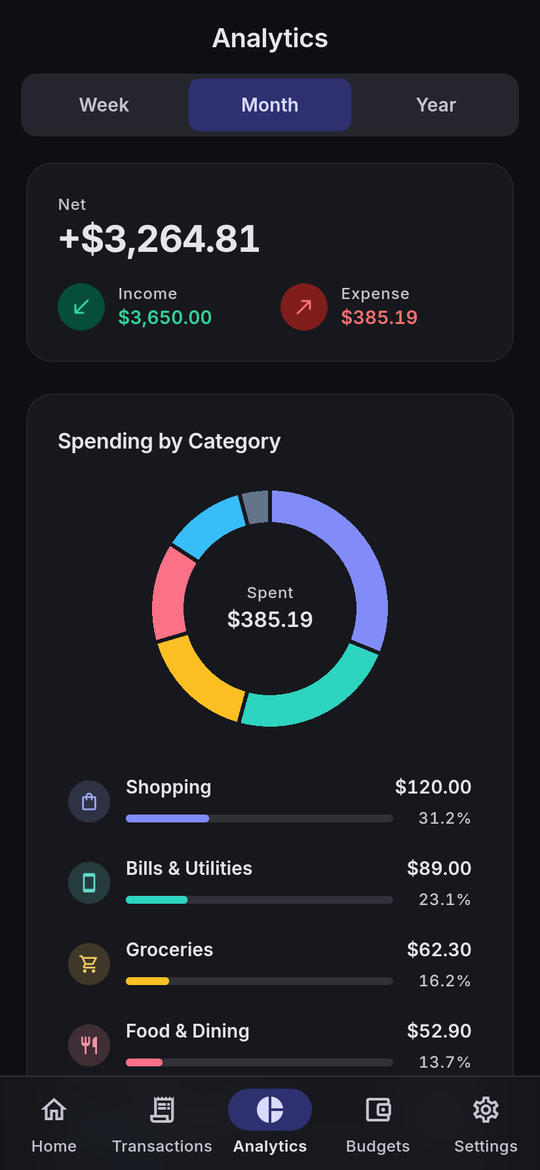 Analytics
Week Month Year
Net
+$3,264.81
Income
$3,650.00
Expense
$385.19
Spending by Category
Spent
$385.19
Shopping $120.00
31.2%
Bills & Utilities $89.00
23.1%
Groceries $62.30
16.2%
Food & Dining $52.90
13.7%
Home Transactions Analytics Budgets Settings